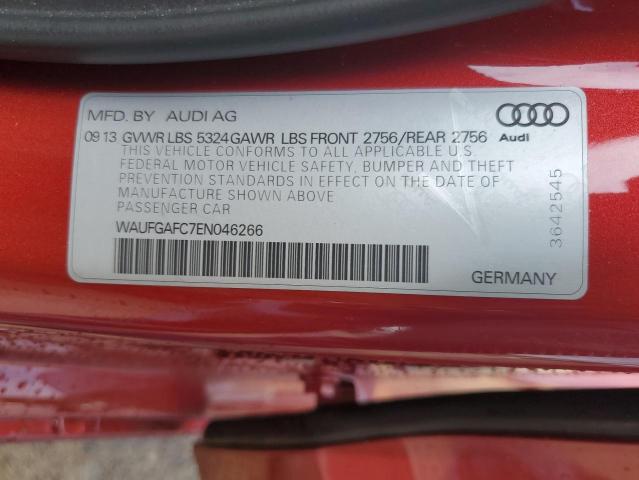 MFD. BY AUDI AG
09 13 GVWR LBS 5324 GAWR LBS FRONT 2756/REAR 2756
Audi
THIS VEHICLE CONFORMS TO ALL APPLICABLE U.S
FEDERAL MOTOR VEHICLE SAFETY, BUMPER AND THEFT
PREVENTION STANDARDS IN EFFECT ON THE DATE OF
MANUFACTURE SHOWN ABOVE
PASSENGER CAR
WAUFGAFC7EN046266
3642545
GERMANY